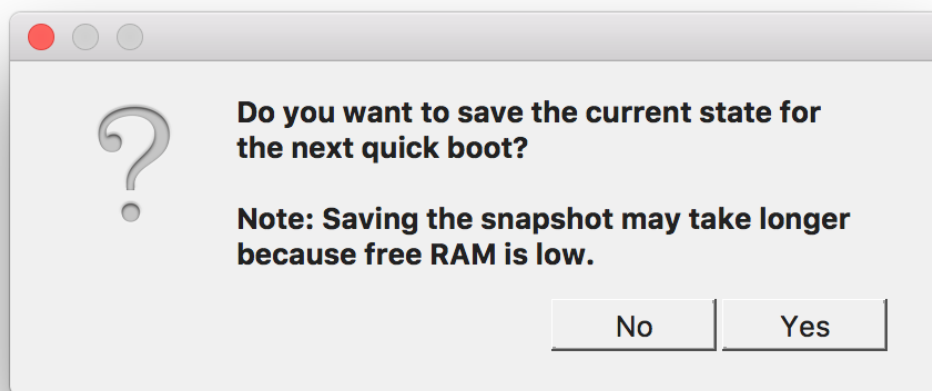 Do you want to save the current state for
the next quick boot?
Note: Saving the snapshot may take longer
because free RAM is low.
No
Yes